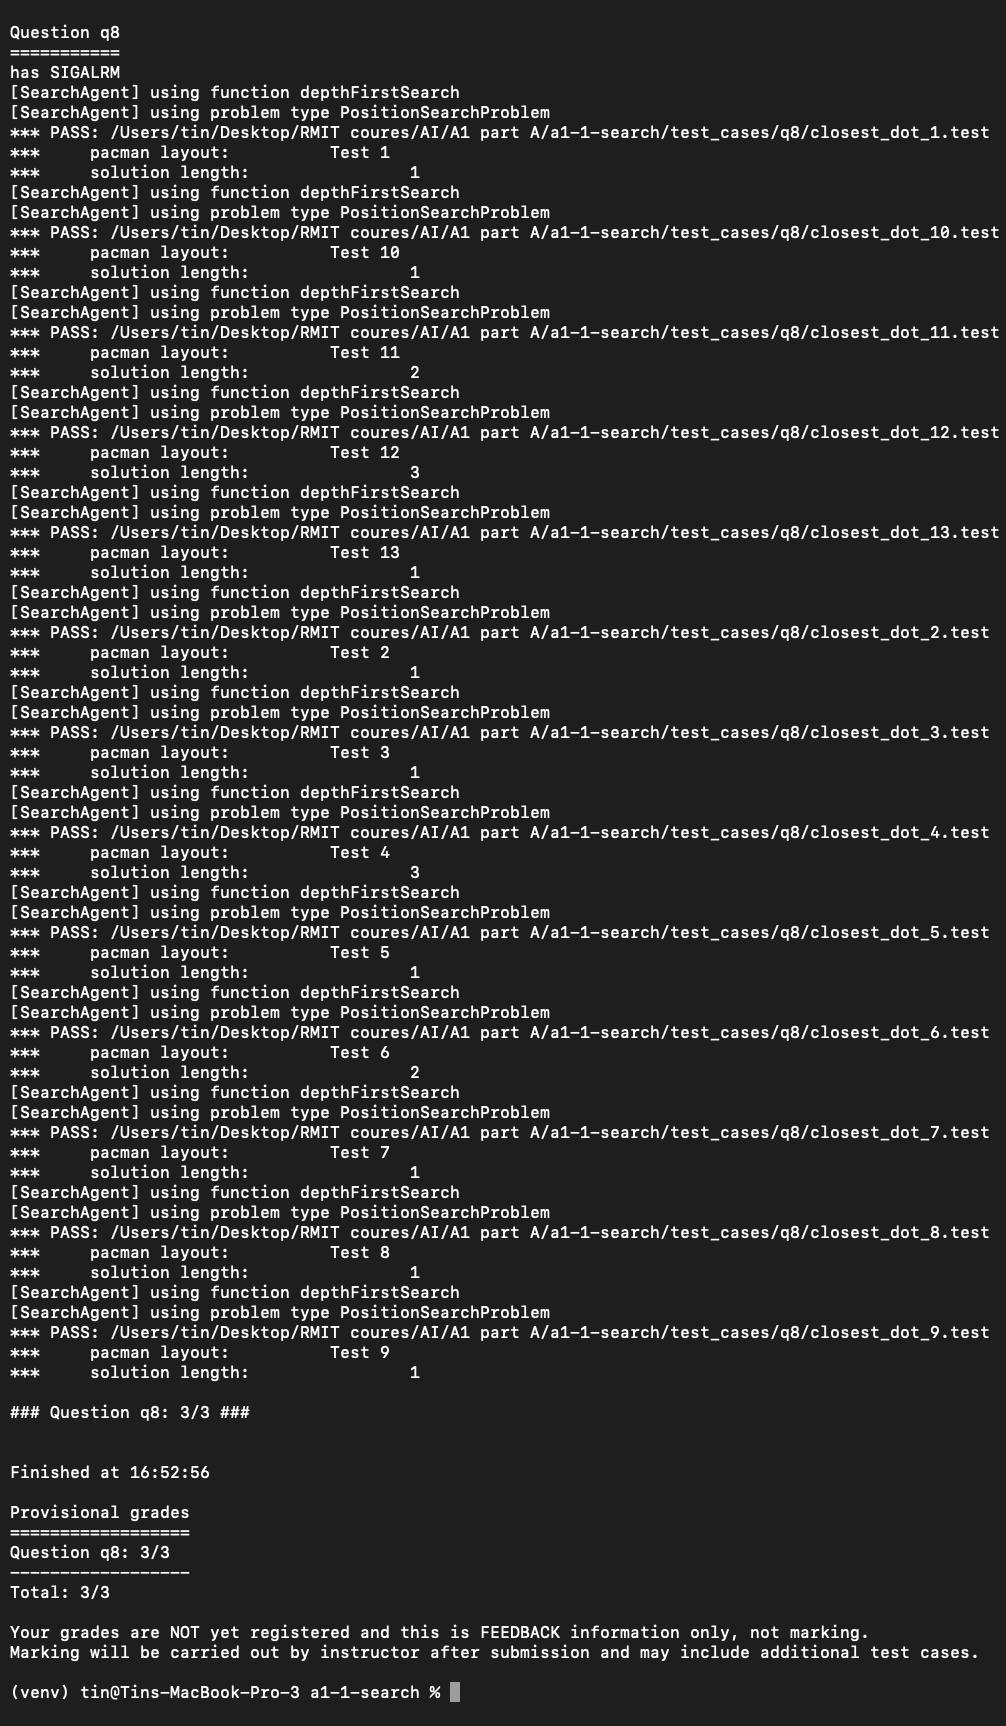 Question q8
===========
has SIGALRM
[SearchAgent] using function depthFirstSearch
[SearchAgent] using problem type PositionSearchProblem
*** PASS: /Users/tin/Desktop/RMIT coures/AI/A1 part A/a1-1-search/test_cases/q8/closest_dot_1.test
***     pacman layout:          Test 1
***     solution length:                1
[SearchAgent] using function depthFirstSearch
[SearchAgent] using problem type PositionSearchProblem
*** PASS: /Users/tin/Desktop/RMIT coures/AI/A1 part A/a1-1-search/test_cases/q8/closest_dot_10.test
***     pacman layout:          Test 10
***     solution length:                1
[SearchAgent] using function depthFirstSearch
[SearchAgent] using problem type PositionSearchProblem
*** PASS: /Users/tin/Desktop/RMIT coures/AI/A1 part A/a1-1-search/test_cases/q8/closest_dot_11.test
***     pacman layout:          Test 11
***     solution length:                2
[SearchAgent] using function depthFirstSearch
[SearchAgent] using problem type PositionSearchProblem
*** PASS: /Users/tin/Desktop/RMIT coures/AI/A1 part A/a1-1-search/test_cases/q8/closest_dot_12.test
***     pacman layout:          Test 12
***     solution length:                3
[SearchAgent] using function depthFirstSearch
[SearchAgent] using problem type PositionSearchProblem
*** PASS: /Users/tin/Desktop/RMIT coures/AI/A1 part A/a1-1-search/test_cases/q8/closest_dot_13.test
***     pacman layout:          Test 13
***     solution length:                1
[SearchAgent] using function depthFirstSearch
[SearchAgent] using problem type PositionSearchProblem
*** PASS: /Users/tin/Desktop/RMIT coures/AI/A1 part A/a1-1-search/test_cases/q8/closest_dot_2.test
***     pacman layout:          Test 2
***     solution length:                1
[SearchAgent] using function depthFirstSearch
[SearchAgent] using problem type PositionSearchProblem
*** PASS: /Users/tin/Desktop/RMIT coures/AI/A1 part A/a1-1-search/test_cases/q8/closest_dot_3.test
***     pacman layout:          Test 3
***     solution length:                1
[SearchAgent] using function depthFirstSearch
[SearchAgent] using problem type PositionSearchProblem
*** PASS: /Users/tin/Desktop/RMIT coures/AI/A1 part A/a1-1-search/test_cases/q8/closest_dot_4.test
***     pacman layout:          Test 4
***     solution length:                3
[SearchAgent] using function depthFirstSearch
[SearchAgent] using problem type PositionSearchProblem
*** PASS: /Users/tin/Desktop/RMIT coures/AI/A1 part A/a1-1-search/test_cases/q8/closest_dot_5.test
***     pacman layout:          Test 5
***     solution length:                1
[SearchAgent] using function depthFirstSearch
[SearchAgent] using problem type PositionSearchProblem
*** PASS: /Users/tin/Desktop/RMIT coures/AI/A1 part A/a1-1-search/test_cases/q8/closest_dot_6.test
***     pacman layout:          Test 6
***     solution length:                2
[SearchAgent] using function depthFirstSearch
[SearchAgent] using problem type PositionSearchProblem
*** PASS: /Users/tin/Desktop/RMIT coures/AI/A1 part A/a1-1-search/test_cases/q8/closest_dot_7.test
***     pacman layout:          Test 7
***     solution length:                1
[SearchAgent] using function depthFirstSearch
[SearchAgent] using problem type PositionSearchProblem
*** PASS: /Users/tin/Desktop/RMIT coures/AI/A1 part A/a1-1-search/test_cases/q8/closest_dot_8.test
***     pacman layout:          Test 8
***     solution length:                1
[SearchAgent] using function depthFirstSearch
[SearchAgent] using problem type PositionSearchProblem
*** PASS: /Users/tin/Desktop/RMIT coures/AI/A1 part A/a1-1-search/test_cases/q8/closest_dot_9.test
***     pacman layout:          Test 9
***     solution length:                1
### Question q8: 3/3 ###
Finished at 16:52:56
Provisional grades
==================
Question q8: 3/3
------------------
Total: 3/3
Your grades are NOT yet registered and this is FEEDBACK information only, not marking.
Marking will be carried out by instructor after submission and may include additional test cases.
(venv) tin@Tins-MacBook-Pro-3 a1-1-search %